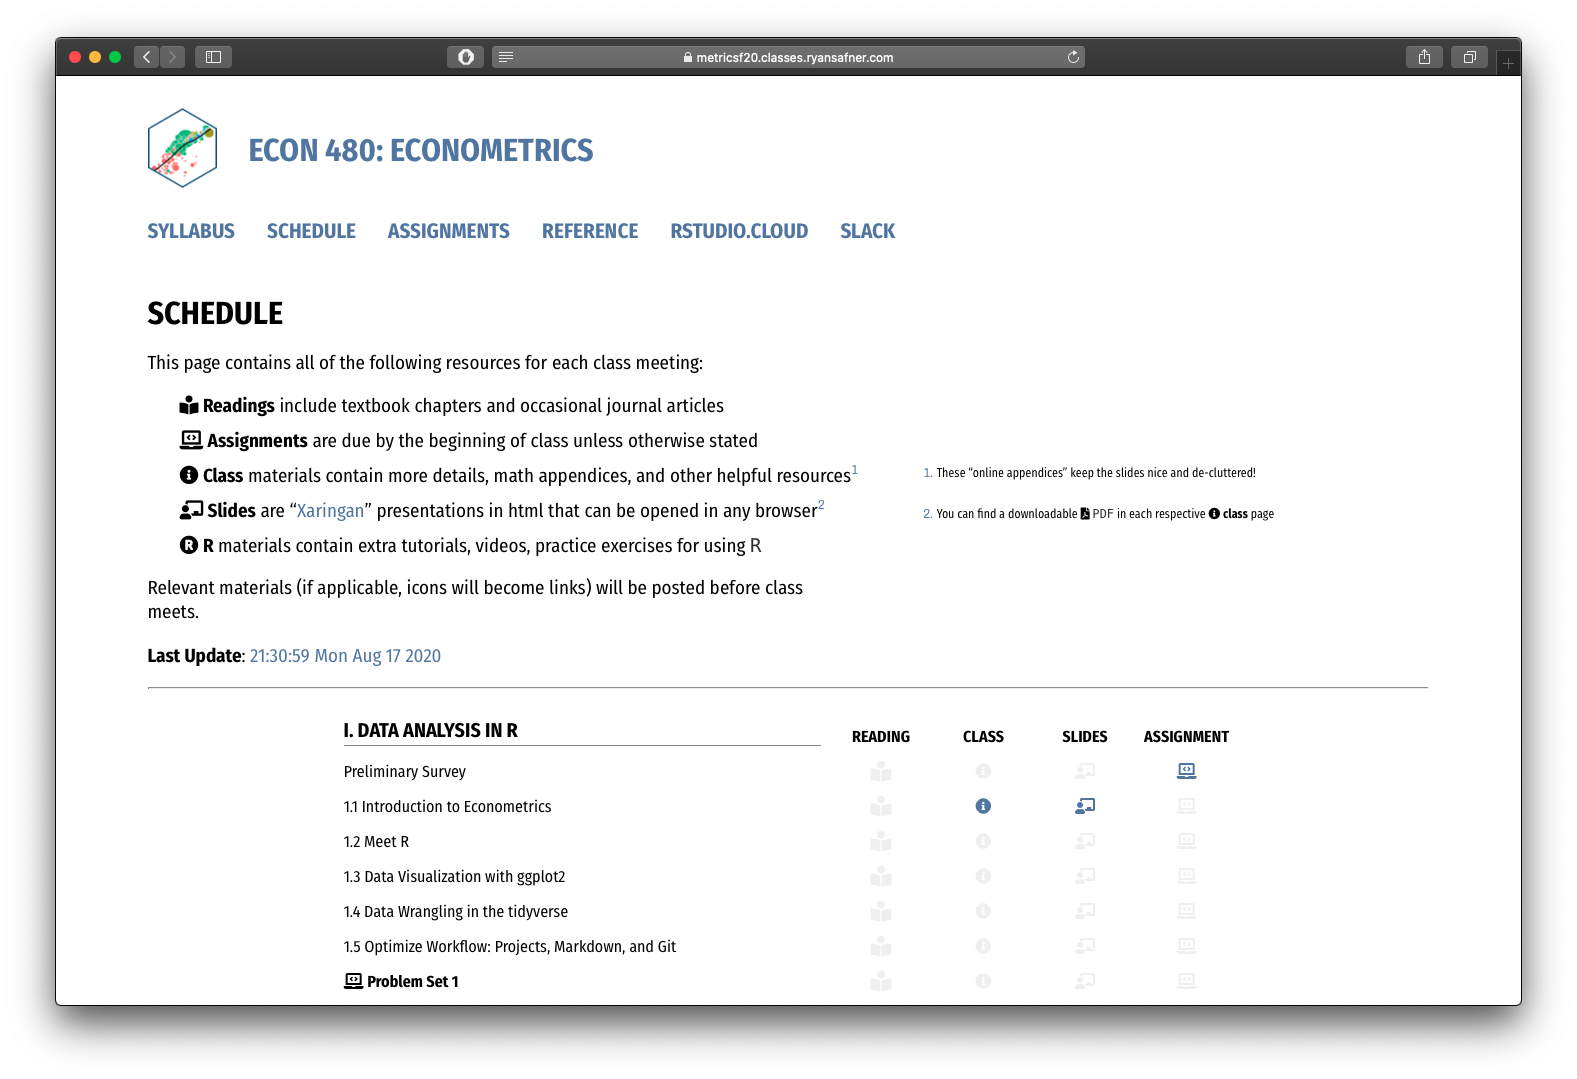 metricsf20.classes.ryansafner.com
ECON 480: ECONOMETRICS
SYLLABUS SCHEDULE ASSIGNMENTS REFERENCE RSTUDIO.CLOUD SLACK
SCHEDULE
This page contains all of the following resources for each class meeting:
Readings include textbook chapters and occasional journal articles
Assignments are due by the beginning of class unless otherwise stated
Class materials contain more details, math appendices, and other helpful resources1
1. These “online appendices” keep the slides nice and de-cluttered!
Slides are “Xaringan” presentations in html that can be opened in any browser2
2. You can find a downloadable PDF in each respective class page
R R materials contain extra tutorials, videos, practice exercises for using R
Relevant materials (if applicable, icons will become links) will be posted before class
meets.
Last Update: 21:30:59 Mon Aug 17 2020
I. DATA ANALYSIS IN R READING CLASS SLIDES ASSIGNMENT
Preliminary Survey
1.1 Introduction to Econometrics
1.2 Meet R
1.3 Data Visualization with ggplot2
1.4 Data Wrangling in the tidyverse
1.5 Optimize Workflow: Projects, Markdown, and Git
Problem Set 1